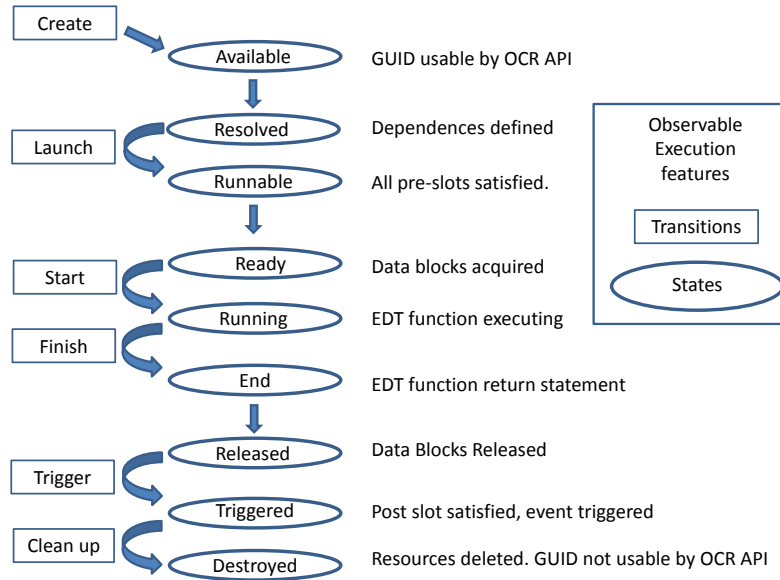 Create
Available
GUID usable by OCR API
Resolved
Dependences defined
Launch
Runnable
All pre-slots satisfied.
Ready
Data blocks acquired
Start
Running
EDT function executing
Finish
End
EDT function return statement
Released
Data Blocks Released
Trigger
Triggered
Post slot satisfied, event triggered
Clean up
Destroyed
Resources deleted. GUID not usable by OCR API
Observable
Execution
features
Transitions
States